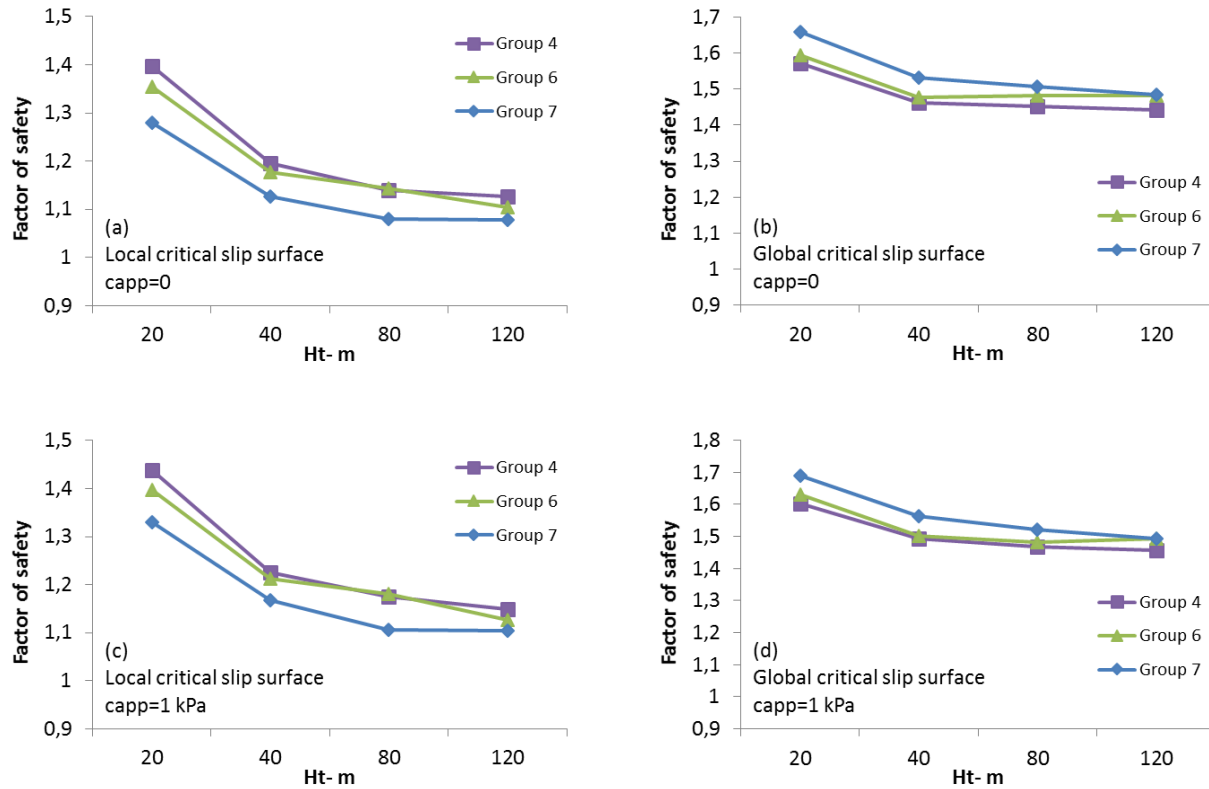 1,5
1,4
1,3
1,2
1,1
1
0,9
Factor of safety
Group 4
Group 6
Group 7
(a)
Local critical slip surface
capp=0
20 40 80 120
Ht- m
1,7
1,6
1,5
1,4
1,3
1,2
1,1
1
0,9
Factor of safety
Group 4
Group 6
Group 7
(b)
Global critical slip surface
capp=0
20 40 80 120
Ht- m
1,5
1,4
1,3
1,2
1,1
1
0,9
Factor of safety
Group 4
Group 6
Group 7
(c)
Local critical slip surface
capp=1 kPa
20 40 80 120
Ht- m
1,8
1,7
1,6
1,5
1,4
1,3
1,2
1,1
1
0,9
Factor of safety
Group 4
Group 6
Group 7
(d)
Global critical slip surface
capp=1 kPa
20 40 80 120
Ht- m